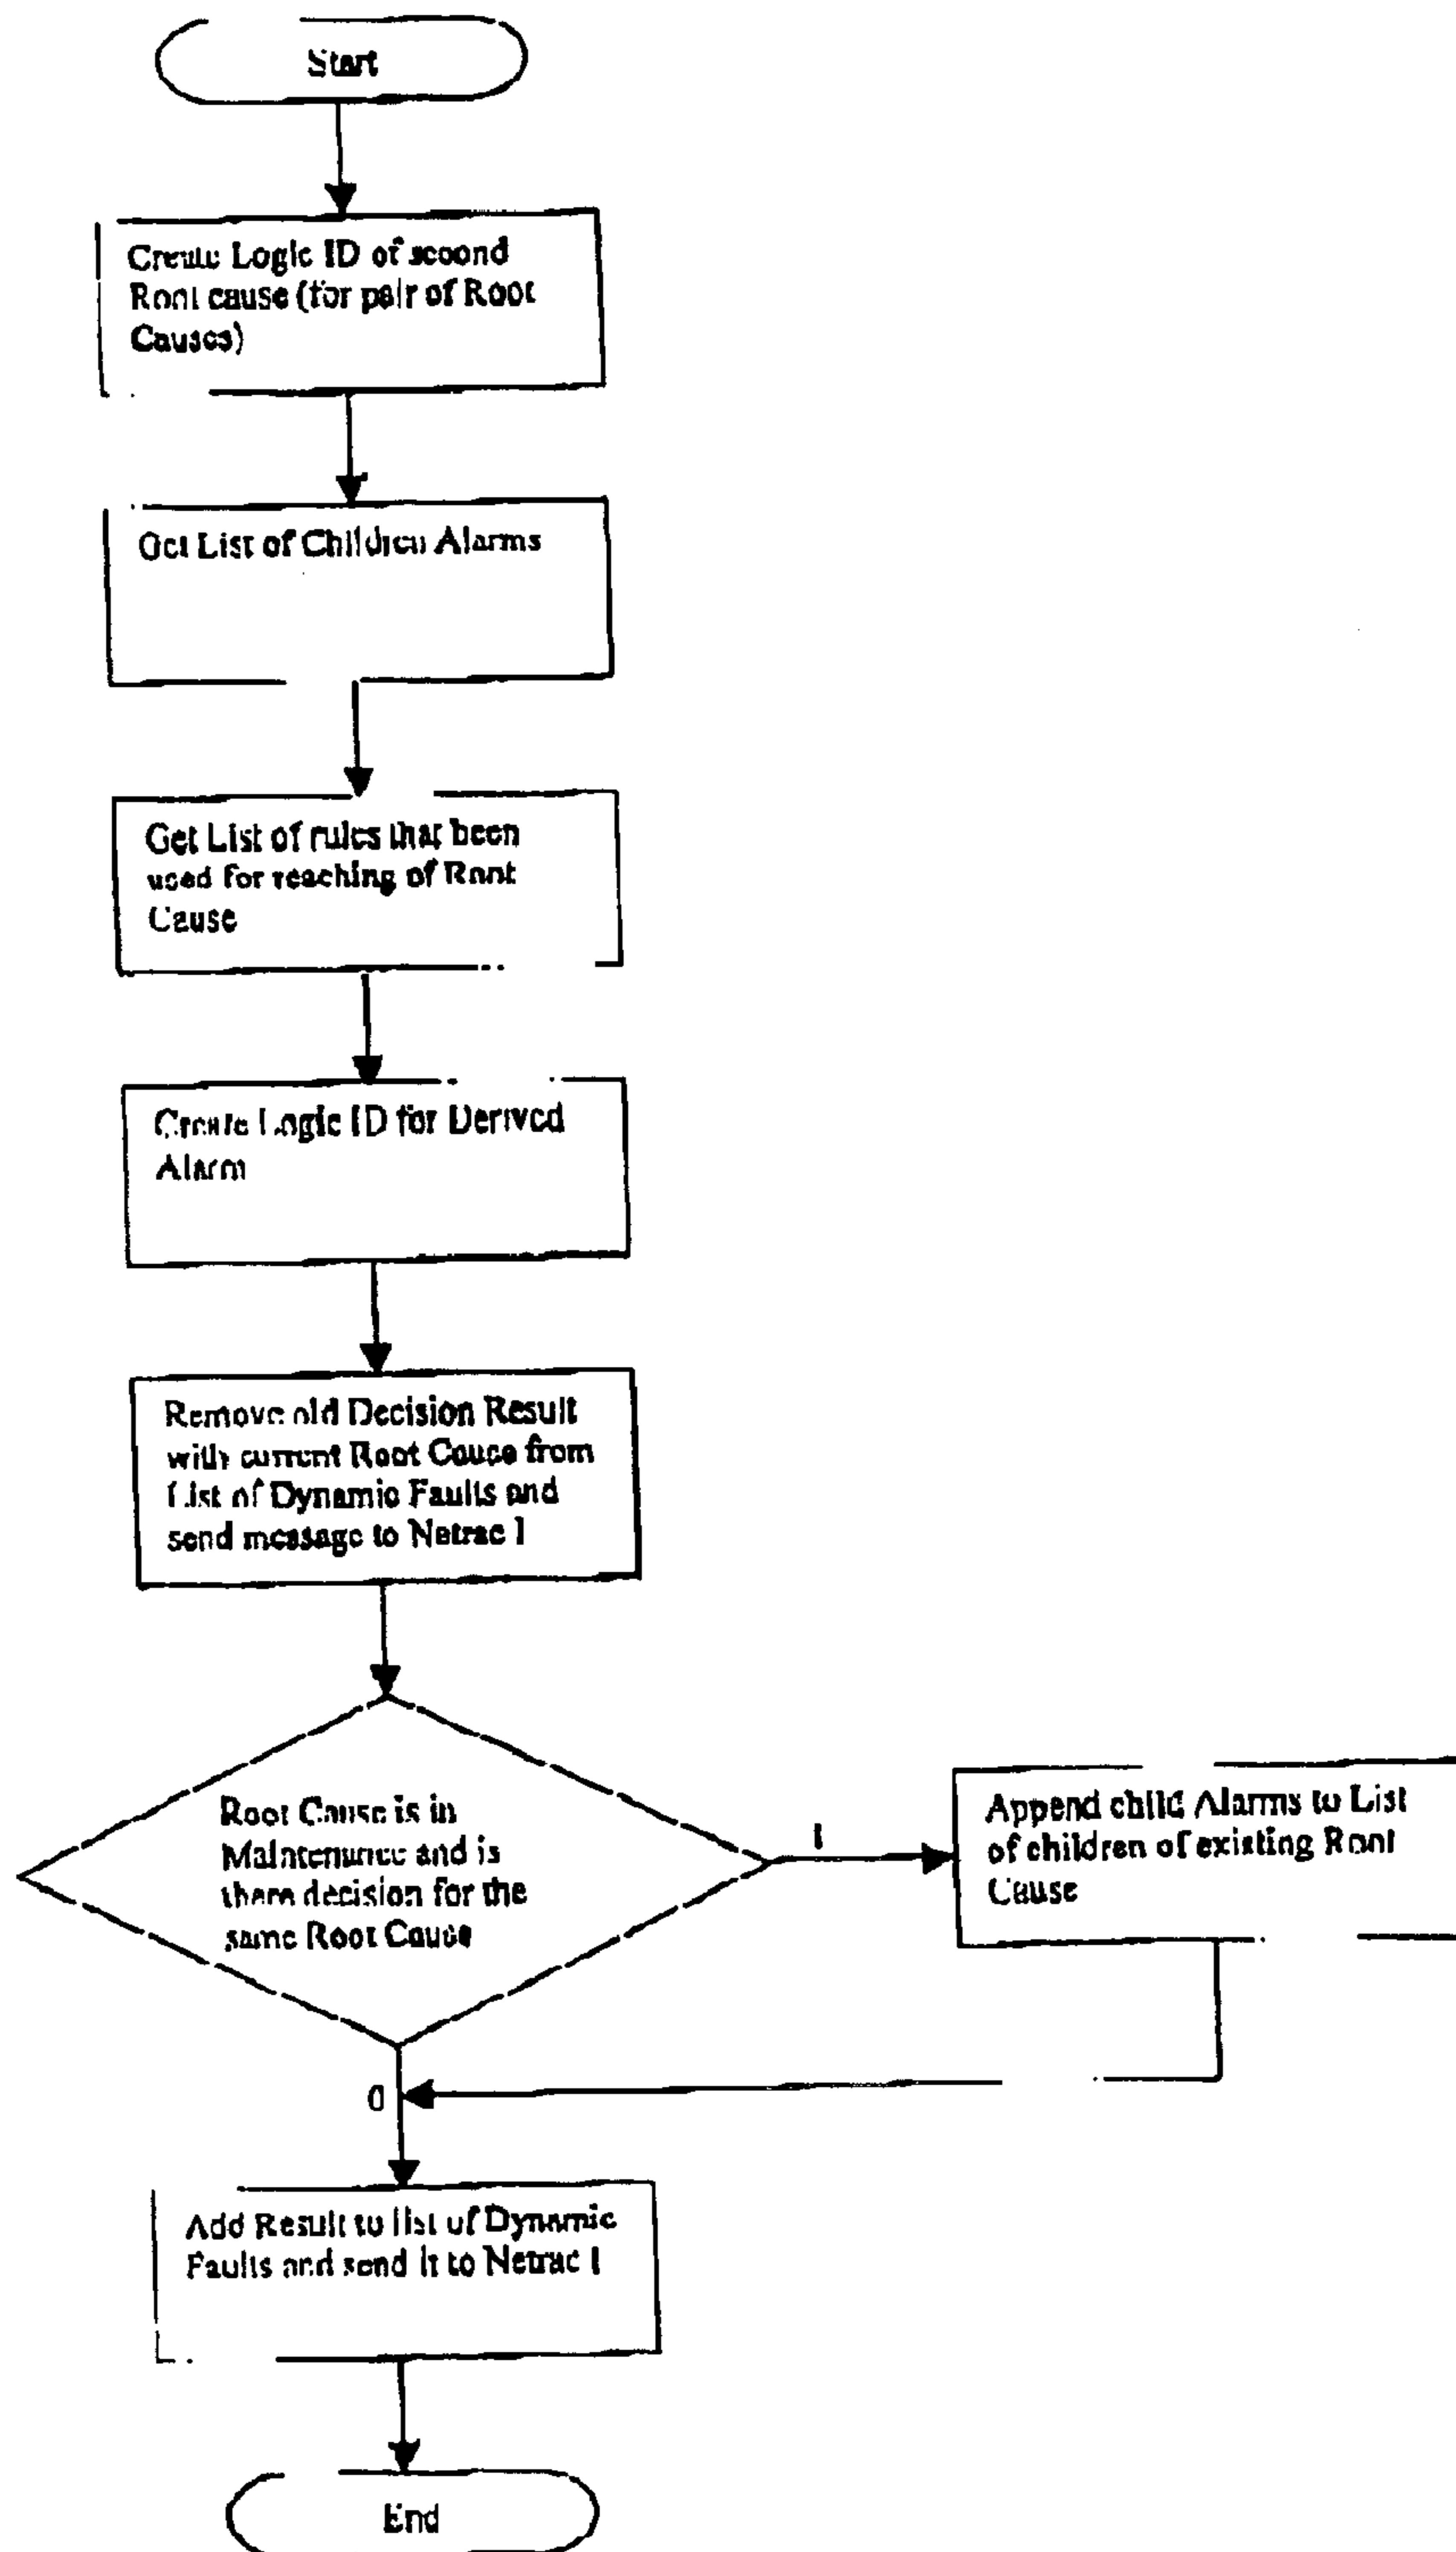 Start
Create Logic ID of second
Root cause (for pair of Root
Causes)
Get List of Children Alarms
Get List of rules that been
used for reaching of Root
Cause
Create Logic ID for Derived
Alarm
Remove old Decision Result
with current Root Cause from
List of Dynamic Faults and
send message to Netrac I
Root Cause is in
Maintenance and is
there decision for the
same Root Cause
1
Append child Alarms to List
of children of existing Root
Cause
0
Add Result to list of Dynamic
Faults and send it to Netrac I
End